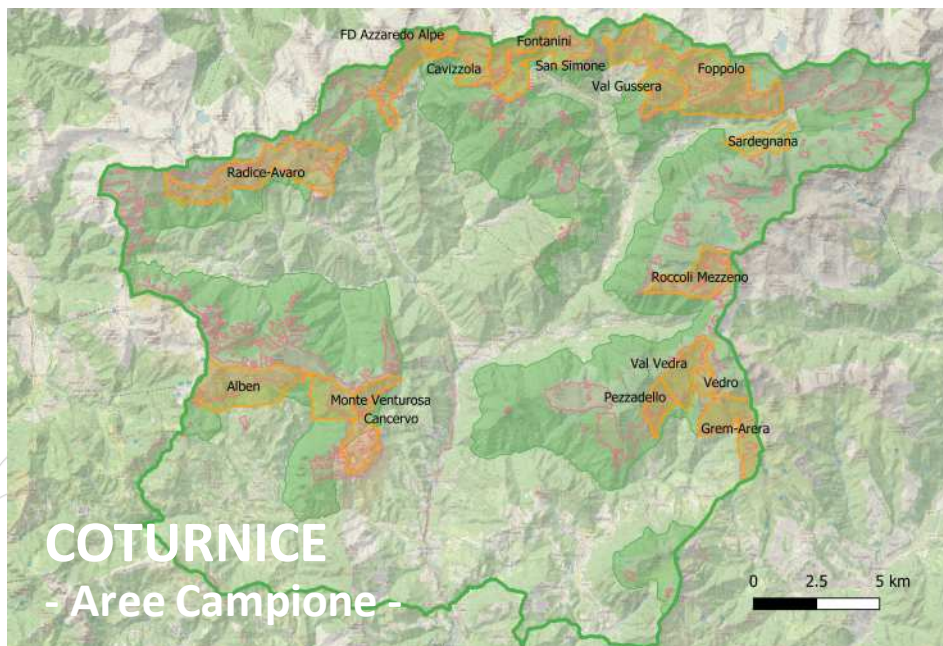 FD Azzaredo Alpe
Fontanini
Cavizzola
San Simone
Foppolo
Val Gussera
Sardegnana
Radice-Avaro
Roccoli Mezzeno
Val Vedra
Alben
Vedro
Monte Venturosa
Pezzadello
Cancervo
Grem-Arera
COTURNICE
- Aree Campione -
0 2.5 5 km